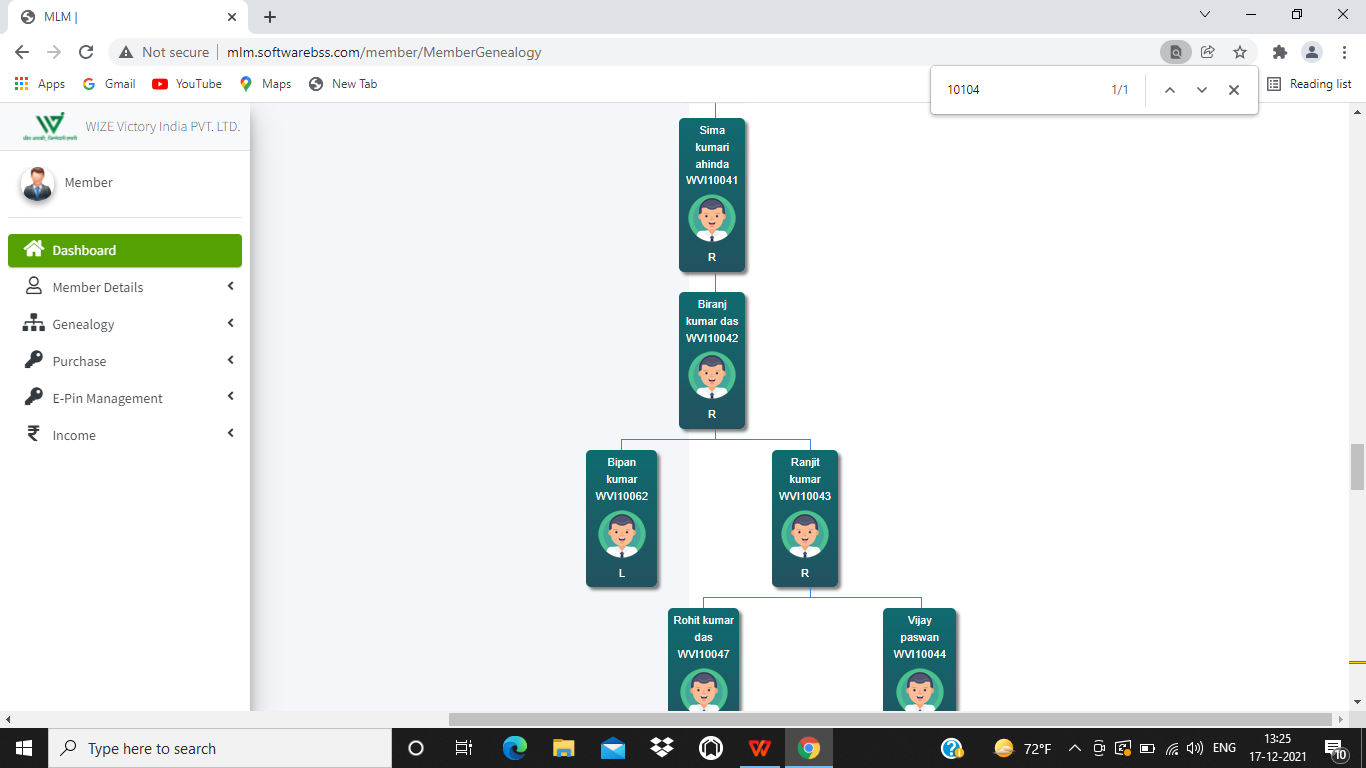 MLM |
Not secure
mlm.softwarebss.com/member/MemberGenealogy
Apps
Gmail
YouTube
Maps
New Tab
10104
1/1
Reading list
WIZE Victory India PVT. LTD.
Member
Dashboard
Member Details
Genealogy
Purchase
E-Pin Management
Income
Sima
kumari
ahinda
WVI10041
R
Biranj
kumar das
WVI10042
R
Bipan
kumar
WVI10062
L
Ranjit
kumar
WVI10043
R
Rohit kumar
das
WVI10047
Vijay
paswan
WVI10044
Type here to search
72°F
ENG
13:25
17-12-2021
10